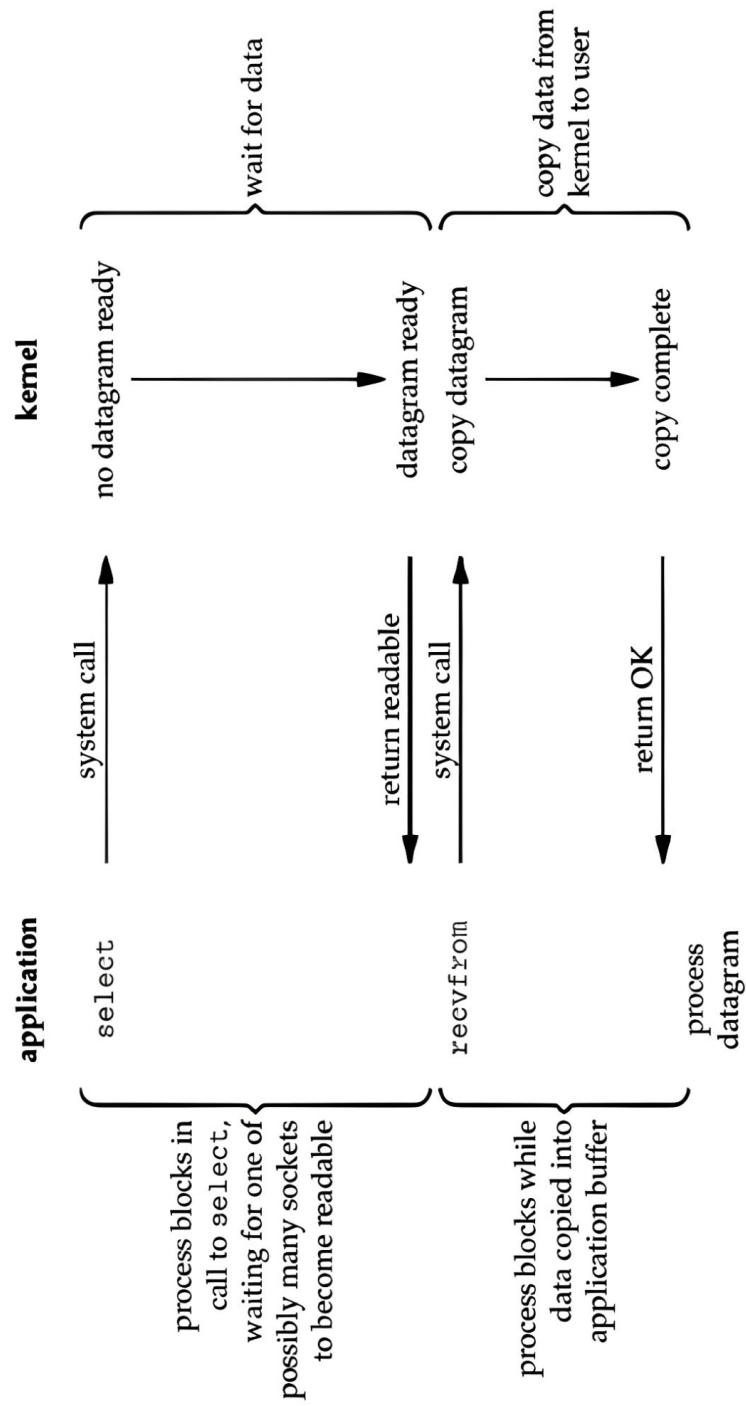 application
kernel
process blocks in
call to select,
waiting for one of
possibly many sockets
to become readable
select
system call
no datagram ready
wait for data
return readable
datagram ready
process blocks while
data copied into
application buffer
recvfrom
system call
copy datagram
copy data from
kernel to user
return OK
copy complete
process
datagram